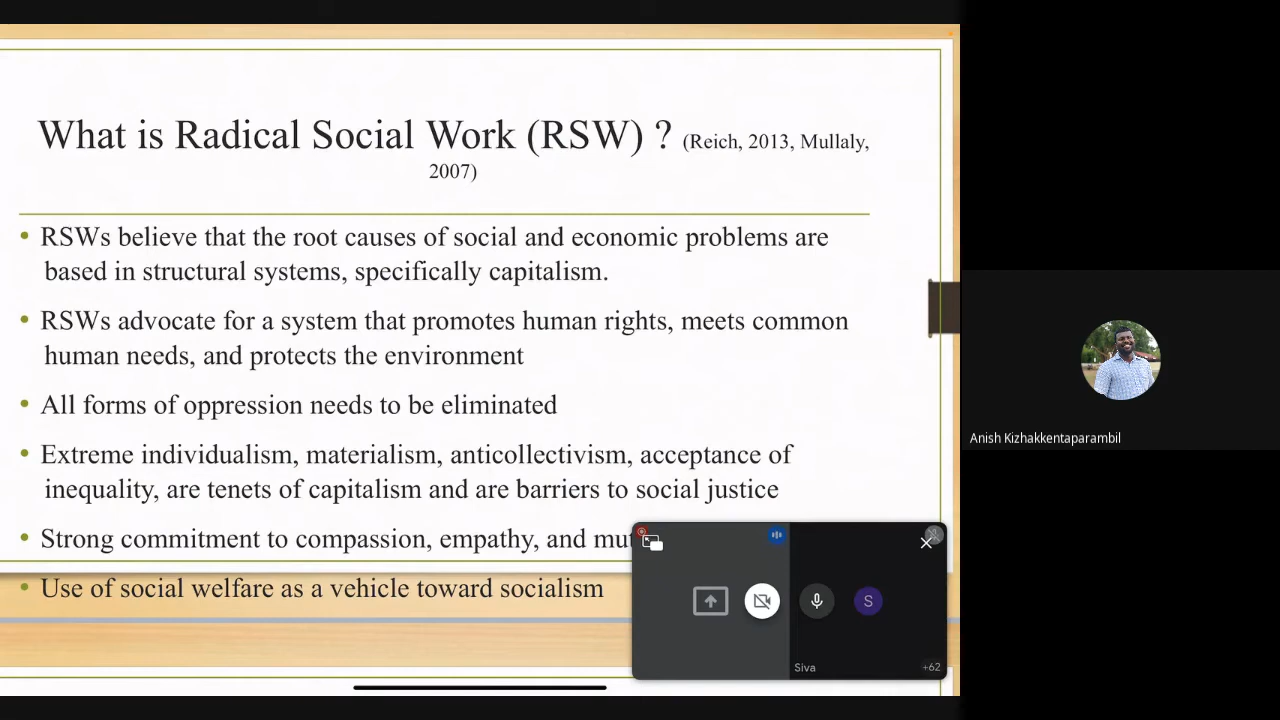 What is Radical Social Work (RSW) ? (Reich, 2013, Mullaly,
2007)
• RSWs believe that the root causes of social and economic problems are
based in structural systems, specifically capitalism.
• RSWs advocate for a system that promotes human rights, meets common
human needs, and protects the environment
• All forms of oppression needs to be eliminated
• Extreme individualism, materialism, anticollectivism, acceptance of
inequality, are tenets of capitalism and are barriers to social justice
• Strong commitment to compassion, empathy, and
• Use of social welfare as a vehicle toward socialism
S
Siva
+62
Anish Kizhakkentaparambil